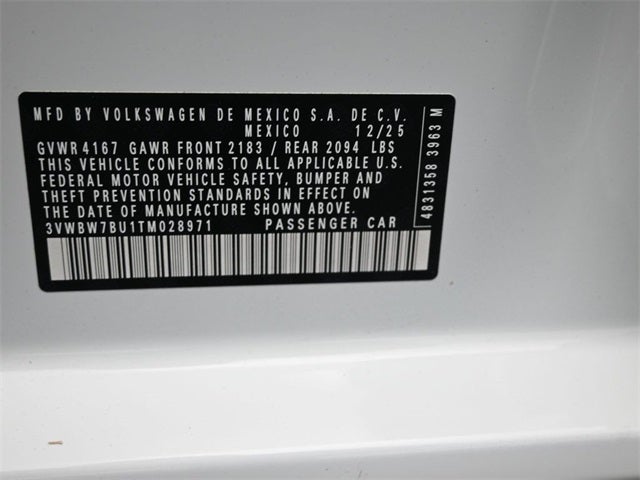 MFD BY VOLKSWAGEN DE MEXICO S.A. DE C.V.
MEXICO 12/25
GVWR4167 GAWR FRONT 2183 / REAR 2094 LBS
THIS VEHICLE CONFORMS TO ALL APPLICABLE U.S.
FEDERAL MOTOR VEHICLE SAFETY, BUMPER AND
THEFT PREVENTION STANDARDS IN EFFECT ON
THE DATE OF MANUFACTURE SHOWN ABOVE.
3VWBW7BU1TM028971 PASSENGER CAR
4831358 3963 M